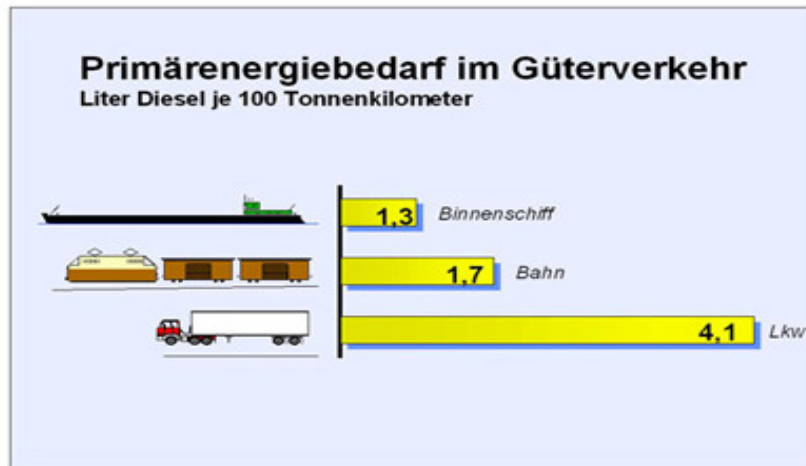 Primärenergiebedarf im Güterverkehr
Liter Diesel je 100 Tonnenkilometer
1,3 Binnenschiff
1,7 Bahn
4,1 Lkw